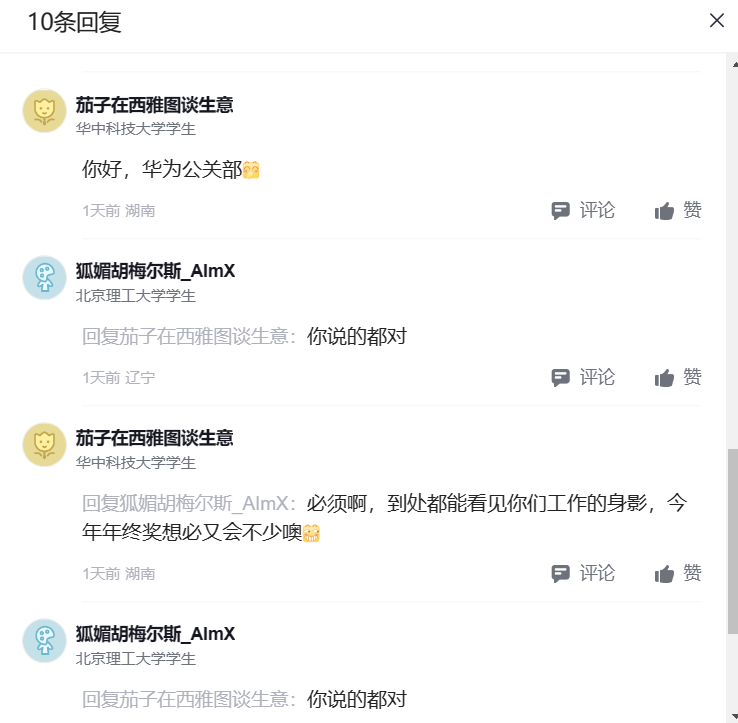 10条回复
茄子在西雅图谈生意
华中科技大学学生
你好，华为公关部
1天前 湖南
评论 赞
狐媚胡梅尔斯_AlmX
北京理工大学学生
回复茄子在西雅图谈生意：你说的都对
1天前 辽宁
评论 赞
茄子在西雅图谈生意
华中科技大学学生
回复狐媚胡梅尔斯_AlmX：必须啊，到处都能看见你们工作的身影，今
年年终奖想必又会不少噢
1天前 湖南
评论 赞
狐媚胡梅尔斯_AlmX
北京理工大学学生
回复茄子在西雅图谈生意：你说的都对